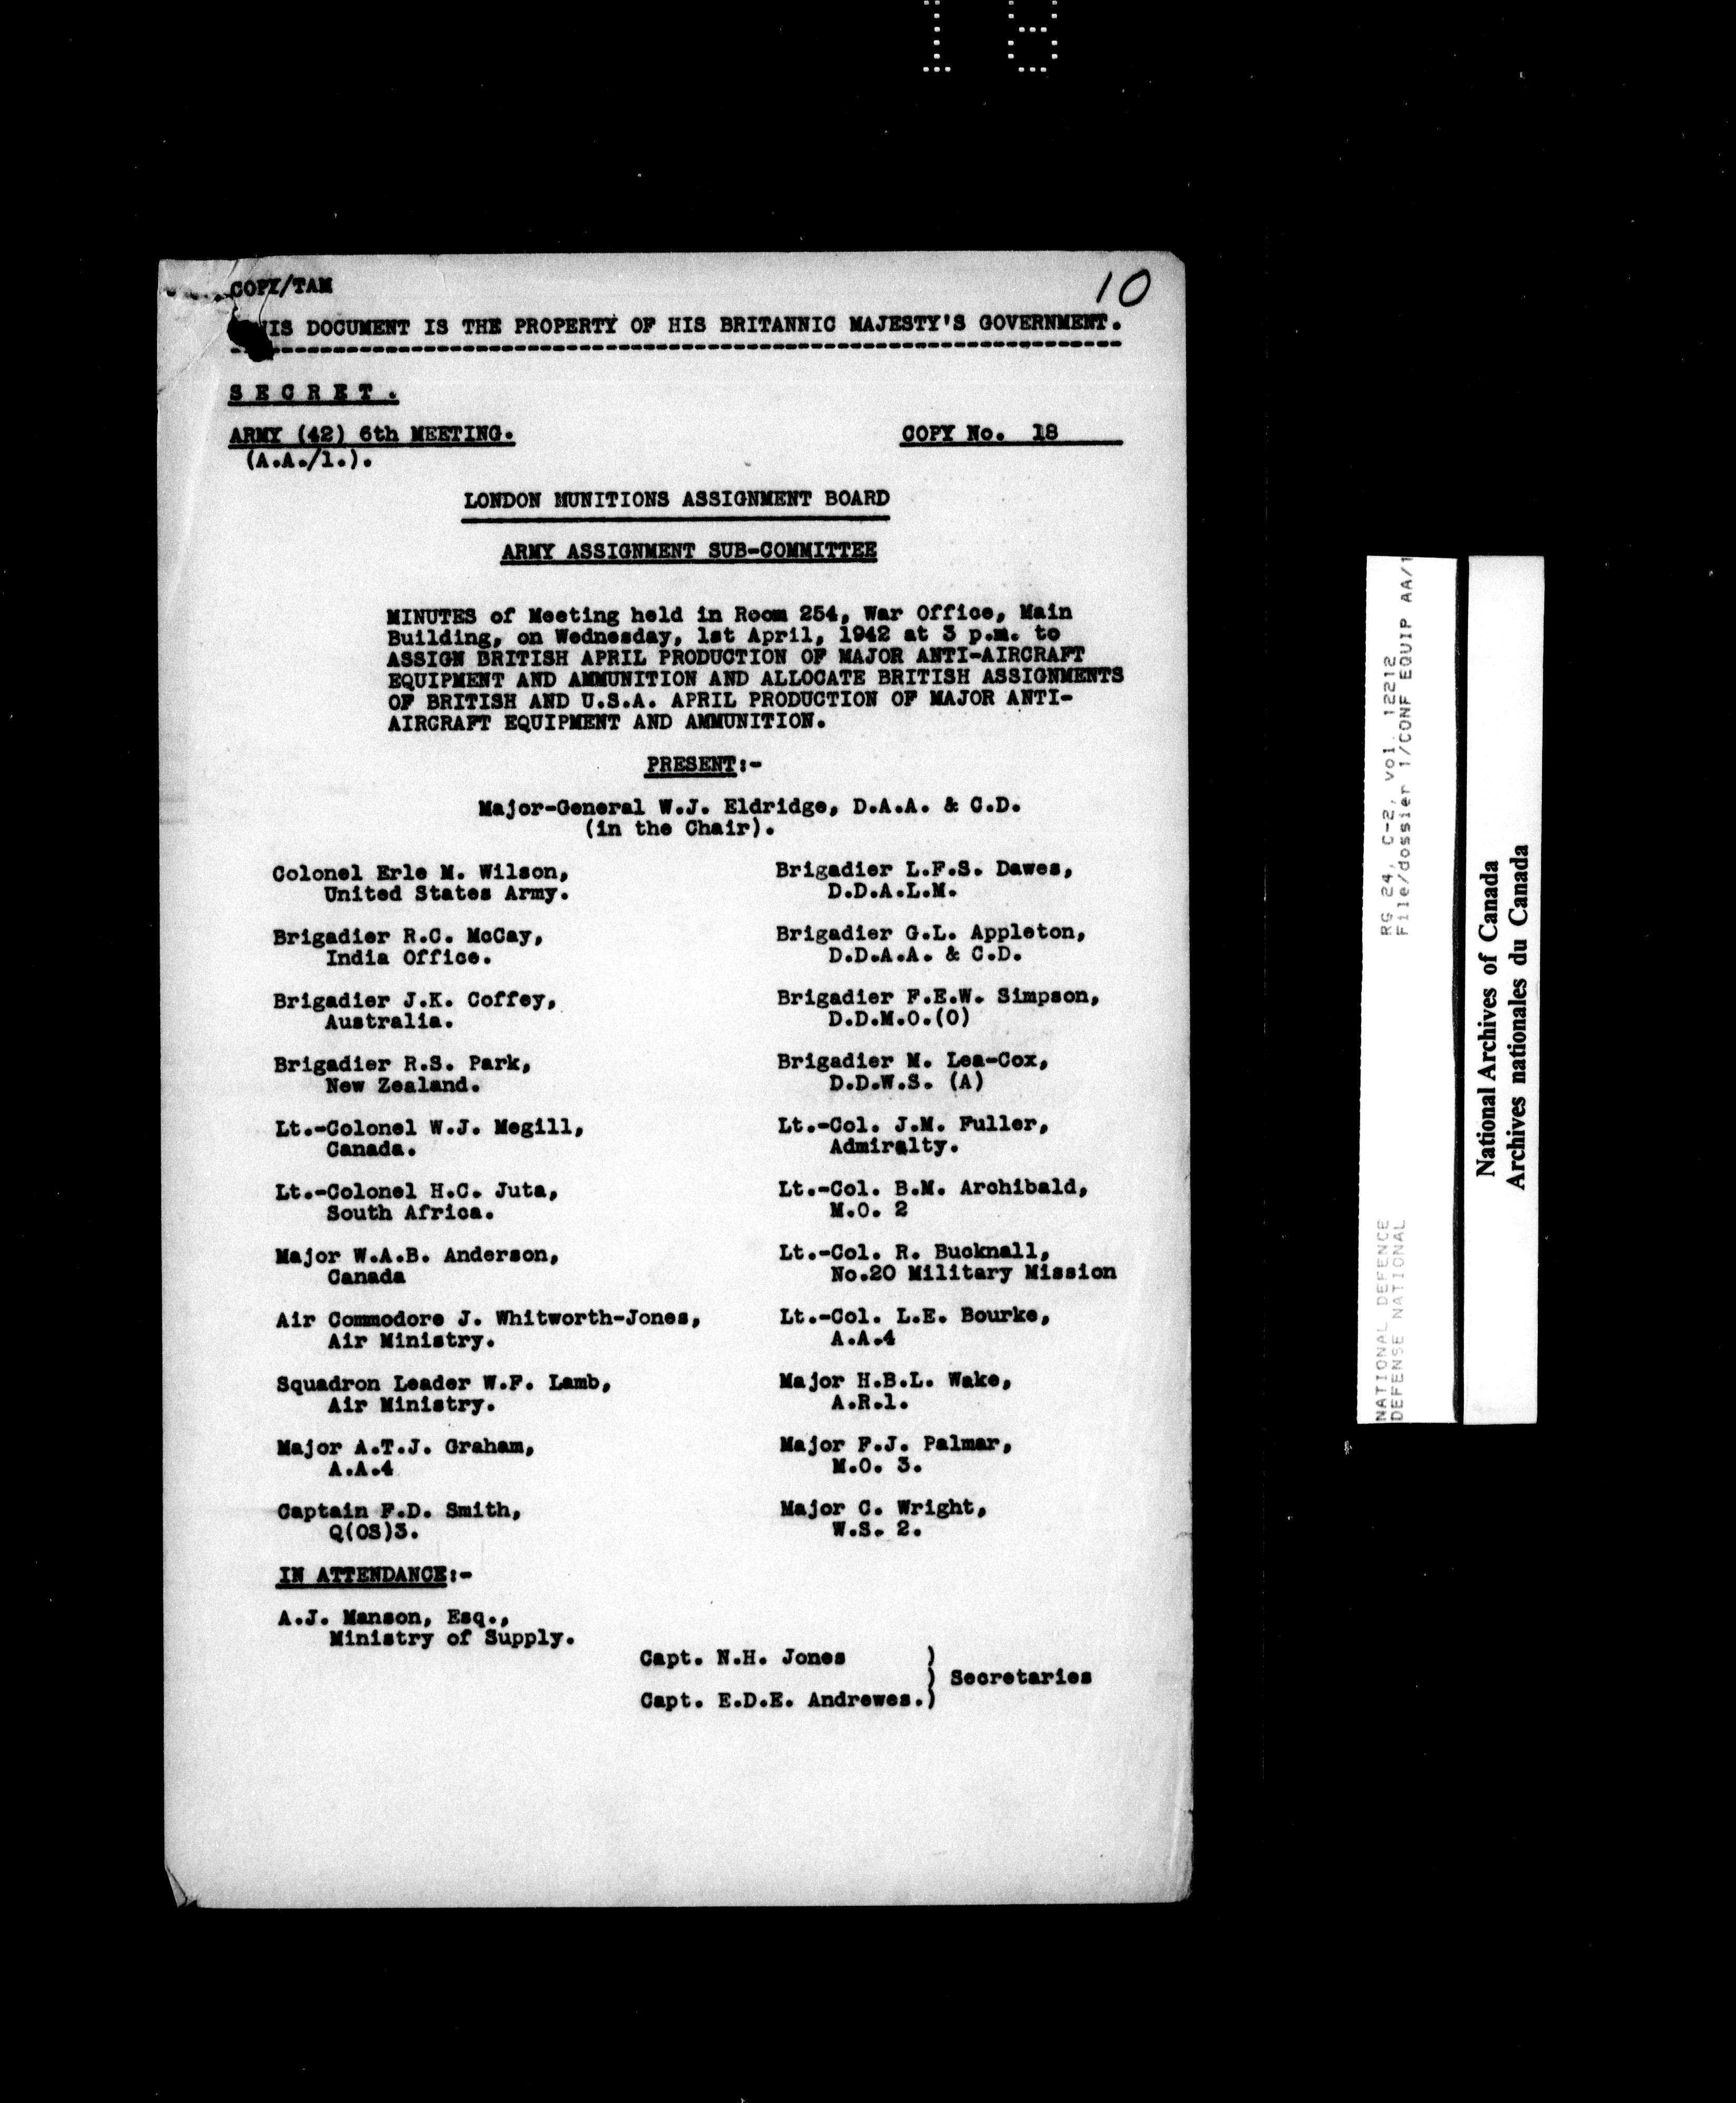 18
COPY/TAM
10
THIS DOCUMENT IS THE PROPERTY OF HIS BRITANNIC MAJESTY'S GOVERNMENT.
SECRET.
ARMY (42) 6th MEETING.
COPY No. 18
(A.A./1.).
LONDON MUNITIONS ASSIGNMENT BOARD
ARMY ASSIGNMENT SUB-COMMITTEE
MINUTES of Meeting held in Room 254, War Office, Main
Building, on Wednesday, 1st April, 1942 at 3 p.m. to
ASSIGN BRITISH APRIL PRODUCTION OF MAJOR ANTI-AIRCRAFT
EQUIPMENT AND AMMUNITION AND ALLOCATE BRITISH ASSIGNMENTS
OF BRITISH AND U.S.A. APRIL PRODUCTION OF MAJOR ANTI-
AIRCRAFT EQUIPMENT AND AMMUNITION.
PRESENT:-
Major-General W.J. Eldridge, D.A.A. & C.D.
(in the Chair).
Colonel Erle M. Wilson,
United States Army.
Brigadier R.C. McCay,
India Office.
Brigadier J.K. Coffey,
Australia.
Brigadier R.S. Park,
New Zealand.
Lt.-Colonel W.J. Megill,
Canada.
Lt.-Colonel H.C. Juta,
South Africa.
Major W.A.B. Anderson,
Canada
Air Commodore J. Whitworth-Jones,
Air Ministry.
Squadron Leader W.F. Lamb,
Air Ministry.
Major A.T.J. Graham,
A.A.4
Captain F.D. Smith,
Q(OS)3.
Brigadier L.F.S. Dawes,
D.D.A.L.M.
Brigadier G.L. Appleton,
D.D.A.A. & C.D.
Brigadier F.E.W. Simpson,
D.D.M.O.(O)
Brigadier M. Lea-Cox,
D.D.W.S. (A)
Lt.-Col. J.M. Fuller,
Admiralty.
Lt.-Col. B.M. Archibald,
M.O. 2
Lt.-Col. R. Bucknall,
No.20 Military Mission
Lt.-Col. L.E. Bourke,
A.A.4
Major H.B.L. Wake,
A.R.1.
Major F.J. Palmar,
M.O. 3.
Major C. Wright,
W.S. 2.
IN ATTENDANCE:-
A.J. Manson, Esq.,
Ministry of Supply.
Capt. N.H. Jones )
) Secretaries
Capt. E.D.E. Andrewes.)
NATIONAL DEFENCE
DEFENSE NATIONAL
RG 24, C-2, vol. 12212
File/dossier 1/CONF EQUIP AA/1
National Archives of Canada
Archives nationales du Canada